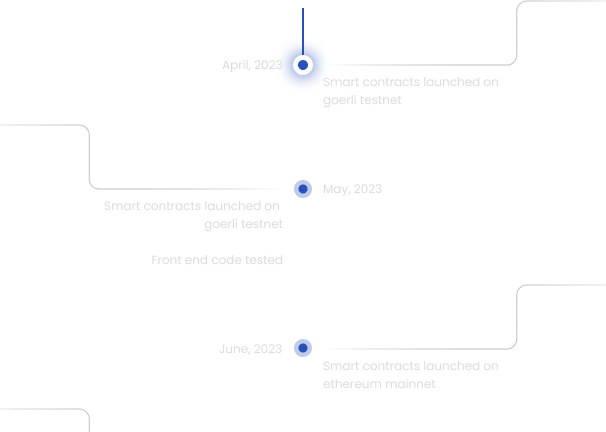 April, 2023
Smart contracts launched on
goerli testnet
May, 2023
Smart contracts launched on
goerli testnet
Front end code tested
June, 2023
Smart contracts launched on
ethereum mainnet